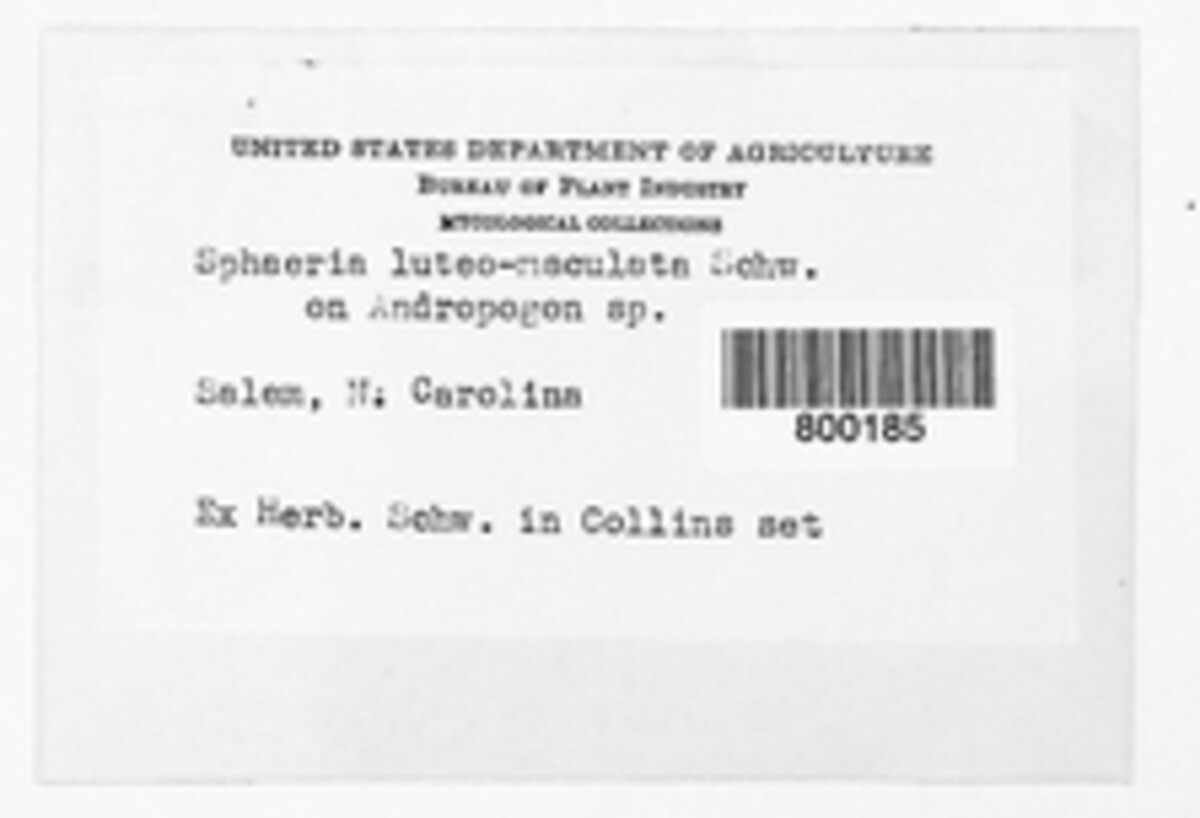 UNITED STATES DEPARTMENT OF AGRICULTURE
BUREAU OF PLANT INDUSTRY
MYCOLOGICAL COLLECTIONS
Sphaeria luteo-maculata Schw.
on Andropogon sp.
Salem, N: Carolina
800185
Ex Herb. Schw. in Collins set